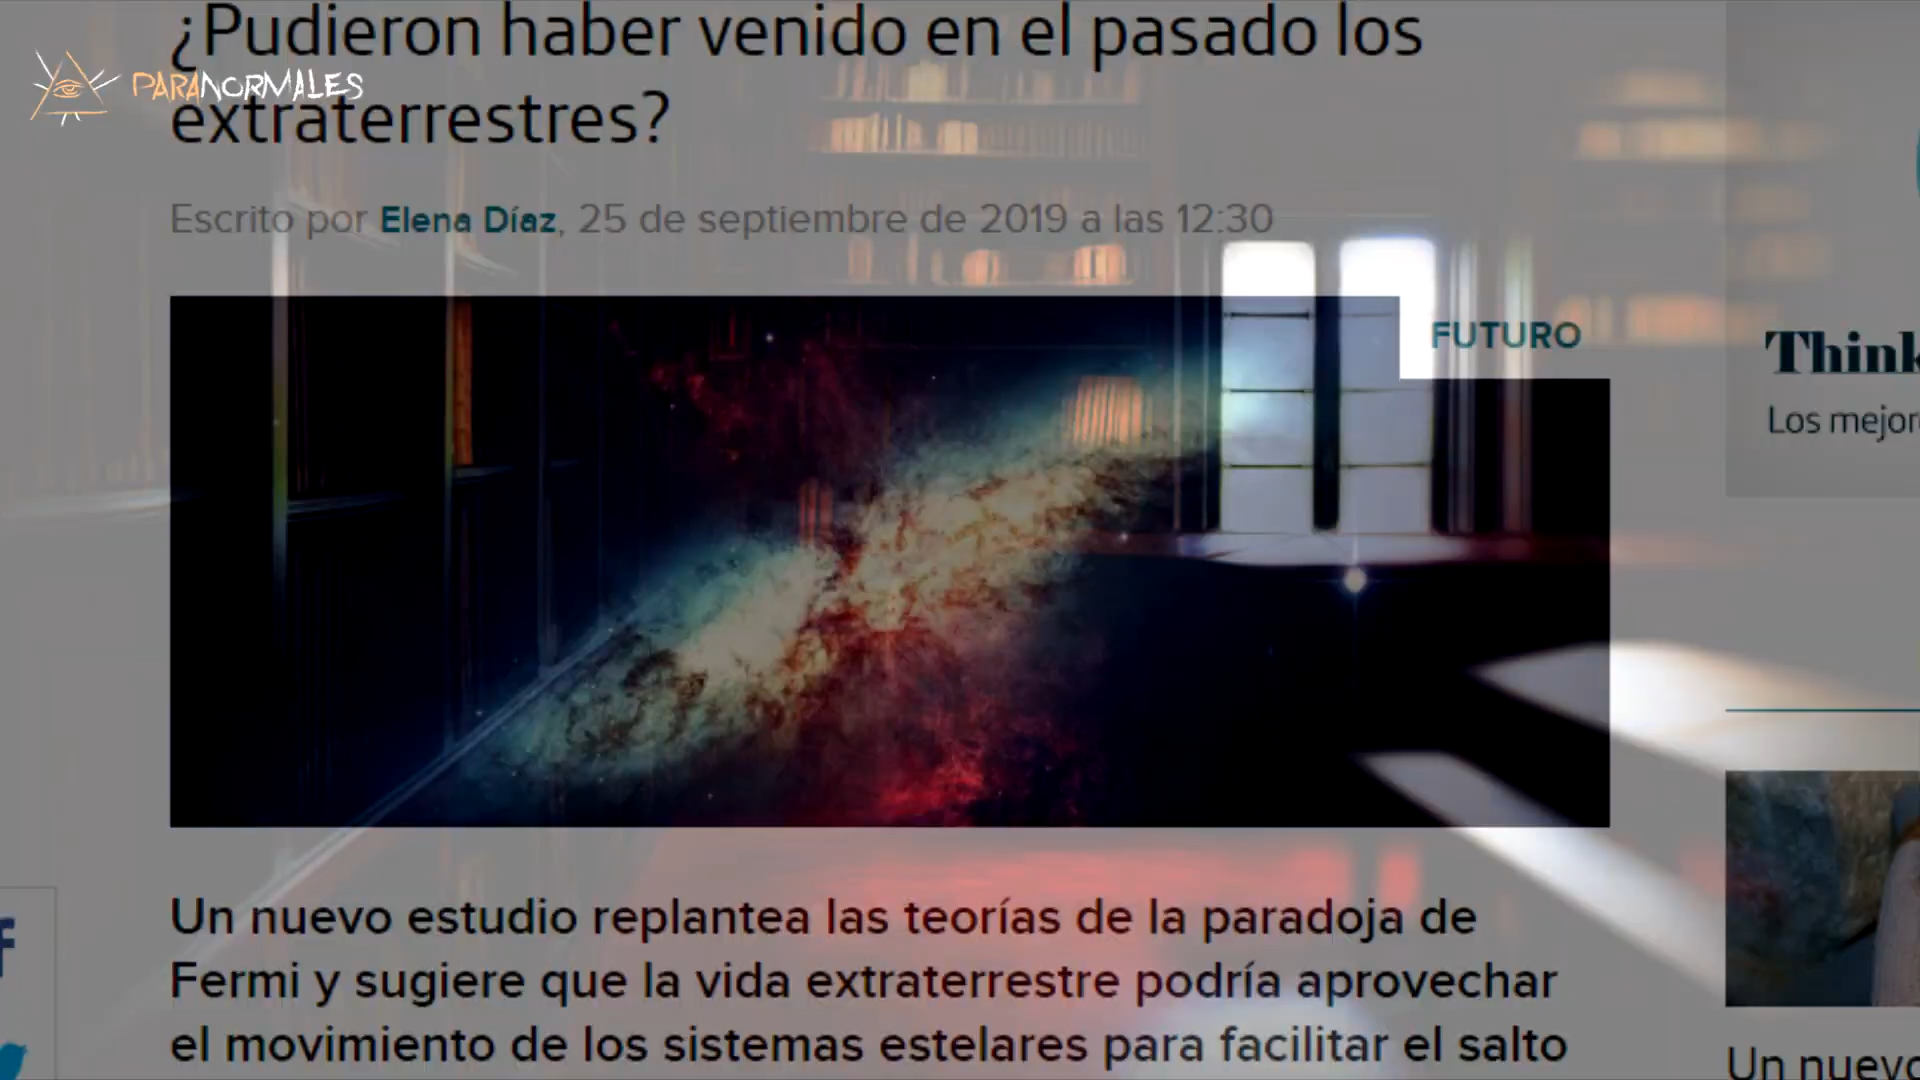 ¿Pudieron haber venido en el pasado los
extraterrestres?
PARANORMALES
Escrito por Elena Díaz, 25 de septiembre de 2019 a las 12:30
FUTURO
Think
Los mejor
Un nuevo estudio replantea las teorías de la paradoja de
Fermi y sugiere que la vida extraterrestre podría aprovechar
el movimiento de los sistemas estelares para facilitar el salto
Un nuevo